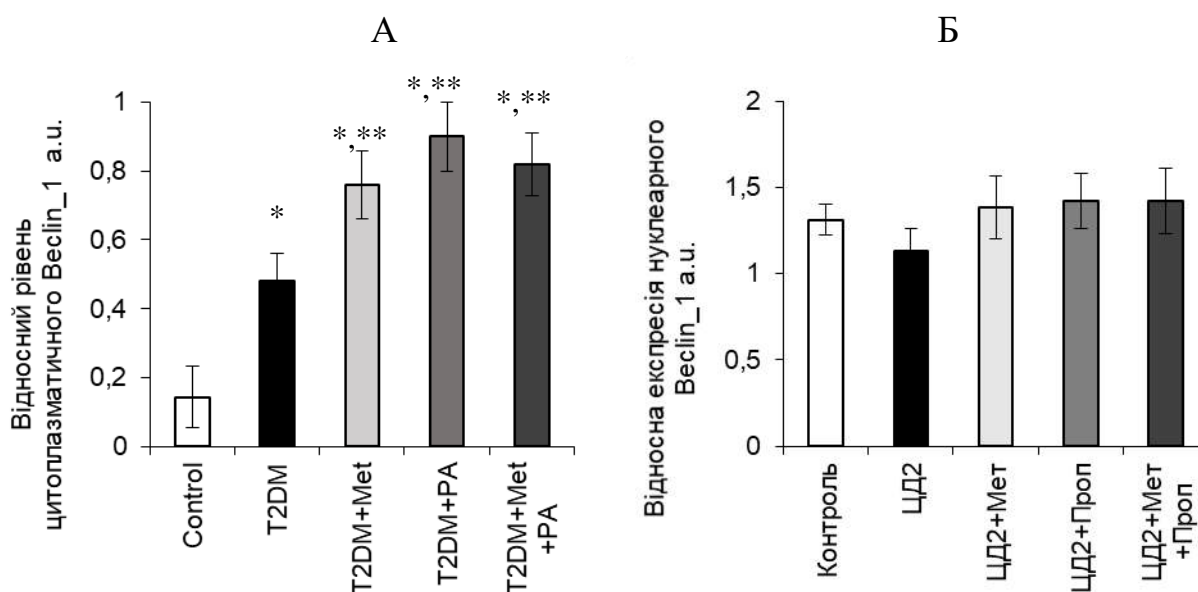 А
Відносний рівень
цитоплазматичного Beclin_1 a.u.
1
0,8
0,6
0,4
0,2
0
*
*,**
*,**
*,**
Control
T2DM
T2DM+Met
T2DM+PA
T2DM+Met
+PA
Б
Відносна експресія нуклеарного
Beclin_1 a.u.
2
1,5
1
0,5
0
Контроль
ЦД2
ЦД2+Мет
ЦД2+Проп
ЦД2+Мет
+Проп